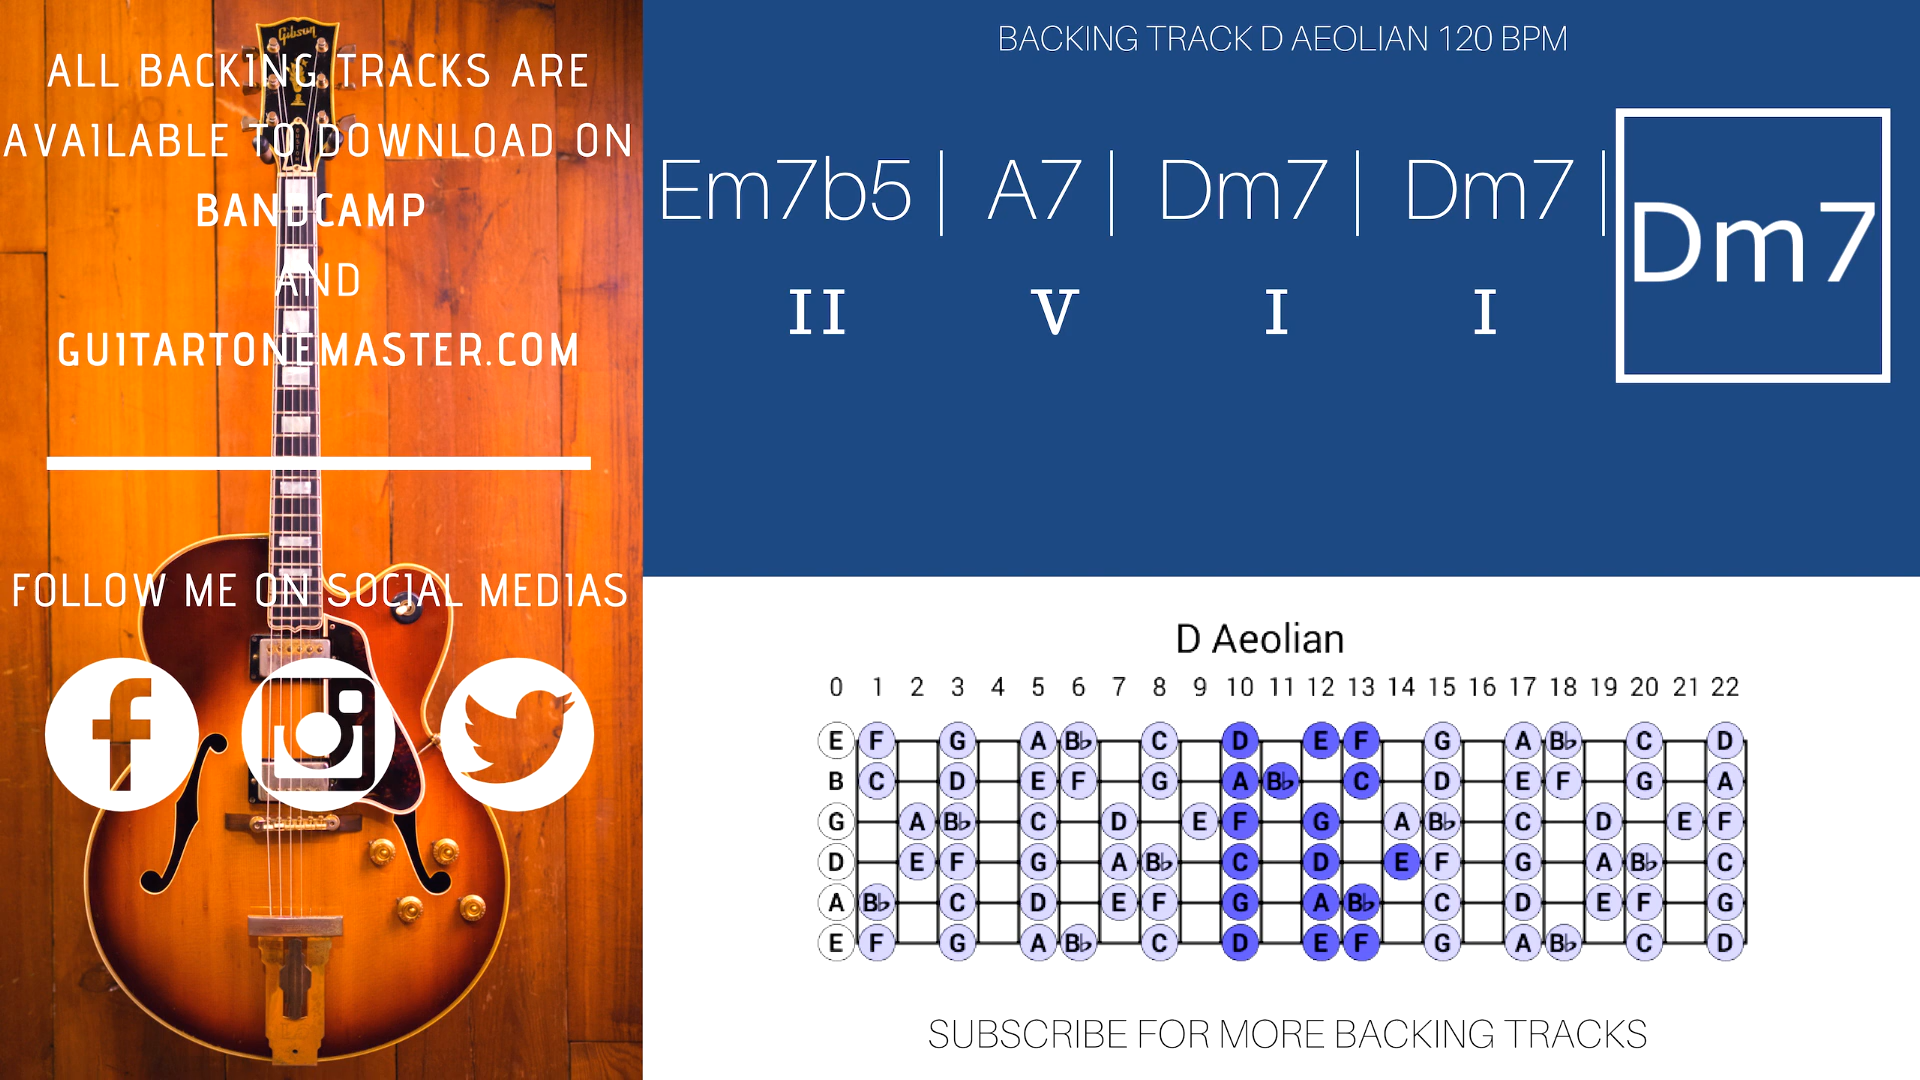 Gibson
ALL BACKING TRACKS ARE
AVAILABLE TO DOWNLOAD ON
BANDCAMP
AND
GUITARTONEMASTER.COM
FOLLOW ME ON SOCIAL MEDIAS
BACKING TRACK D AEOLIAN 120 BPM
Em7b5 | A7 | Dm7 | Dm7 |
Dm7
II V I I
D Aeolian
0 1 2 3 4 5 6 7 8 9 10 11 12 13 14 15 16 17 18 19 20 21 22
E F G A B♭ C D E F G A B♭ C D
B C D E F G A B♭ C D E F G A
G A B♭ C D E F G A B♭ C D E F
D E F G A B♭ C D E F G A B♭ C
A B♭ C D E F G A B♭ C D E F G
E F G A B♭ C D E F G A B♭ C D
SUBSCRIBE FOR MORE BACKING TRACKS